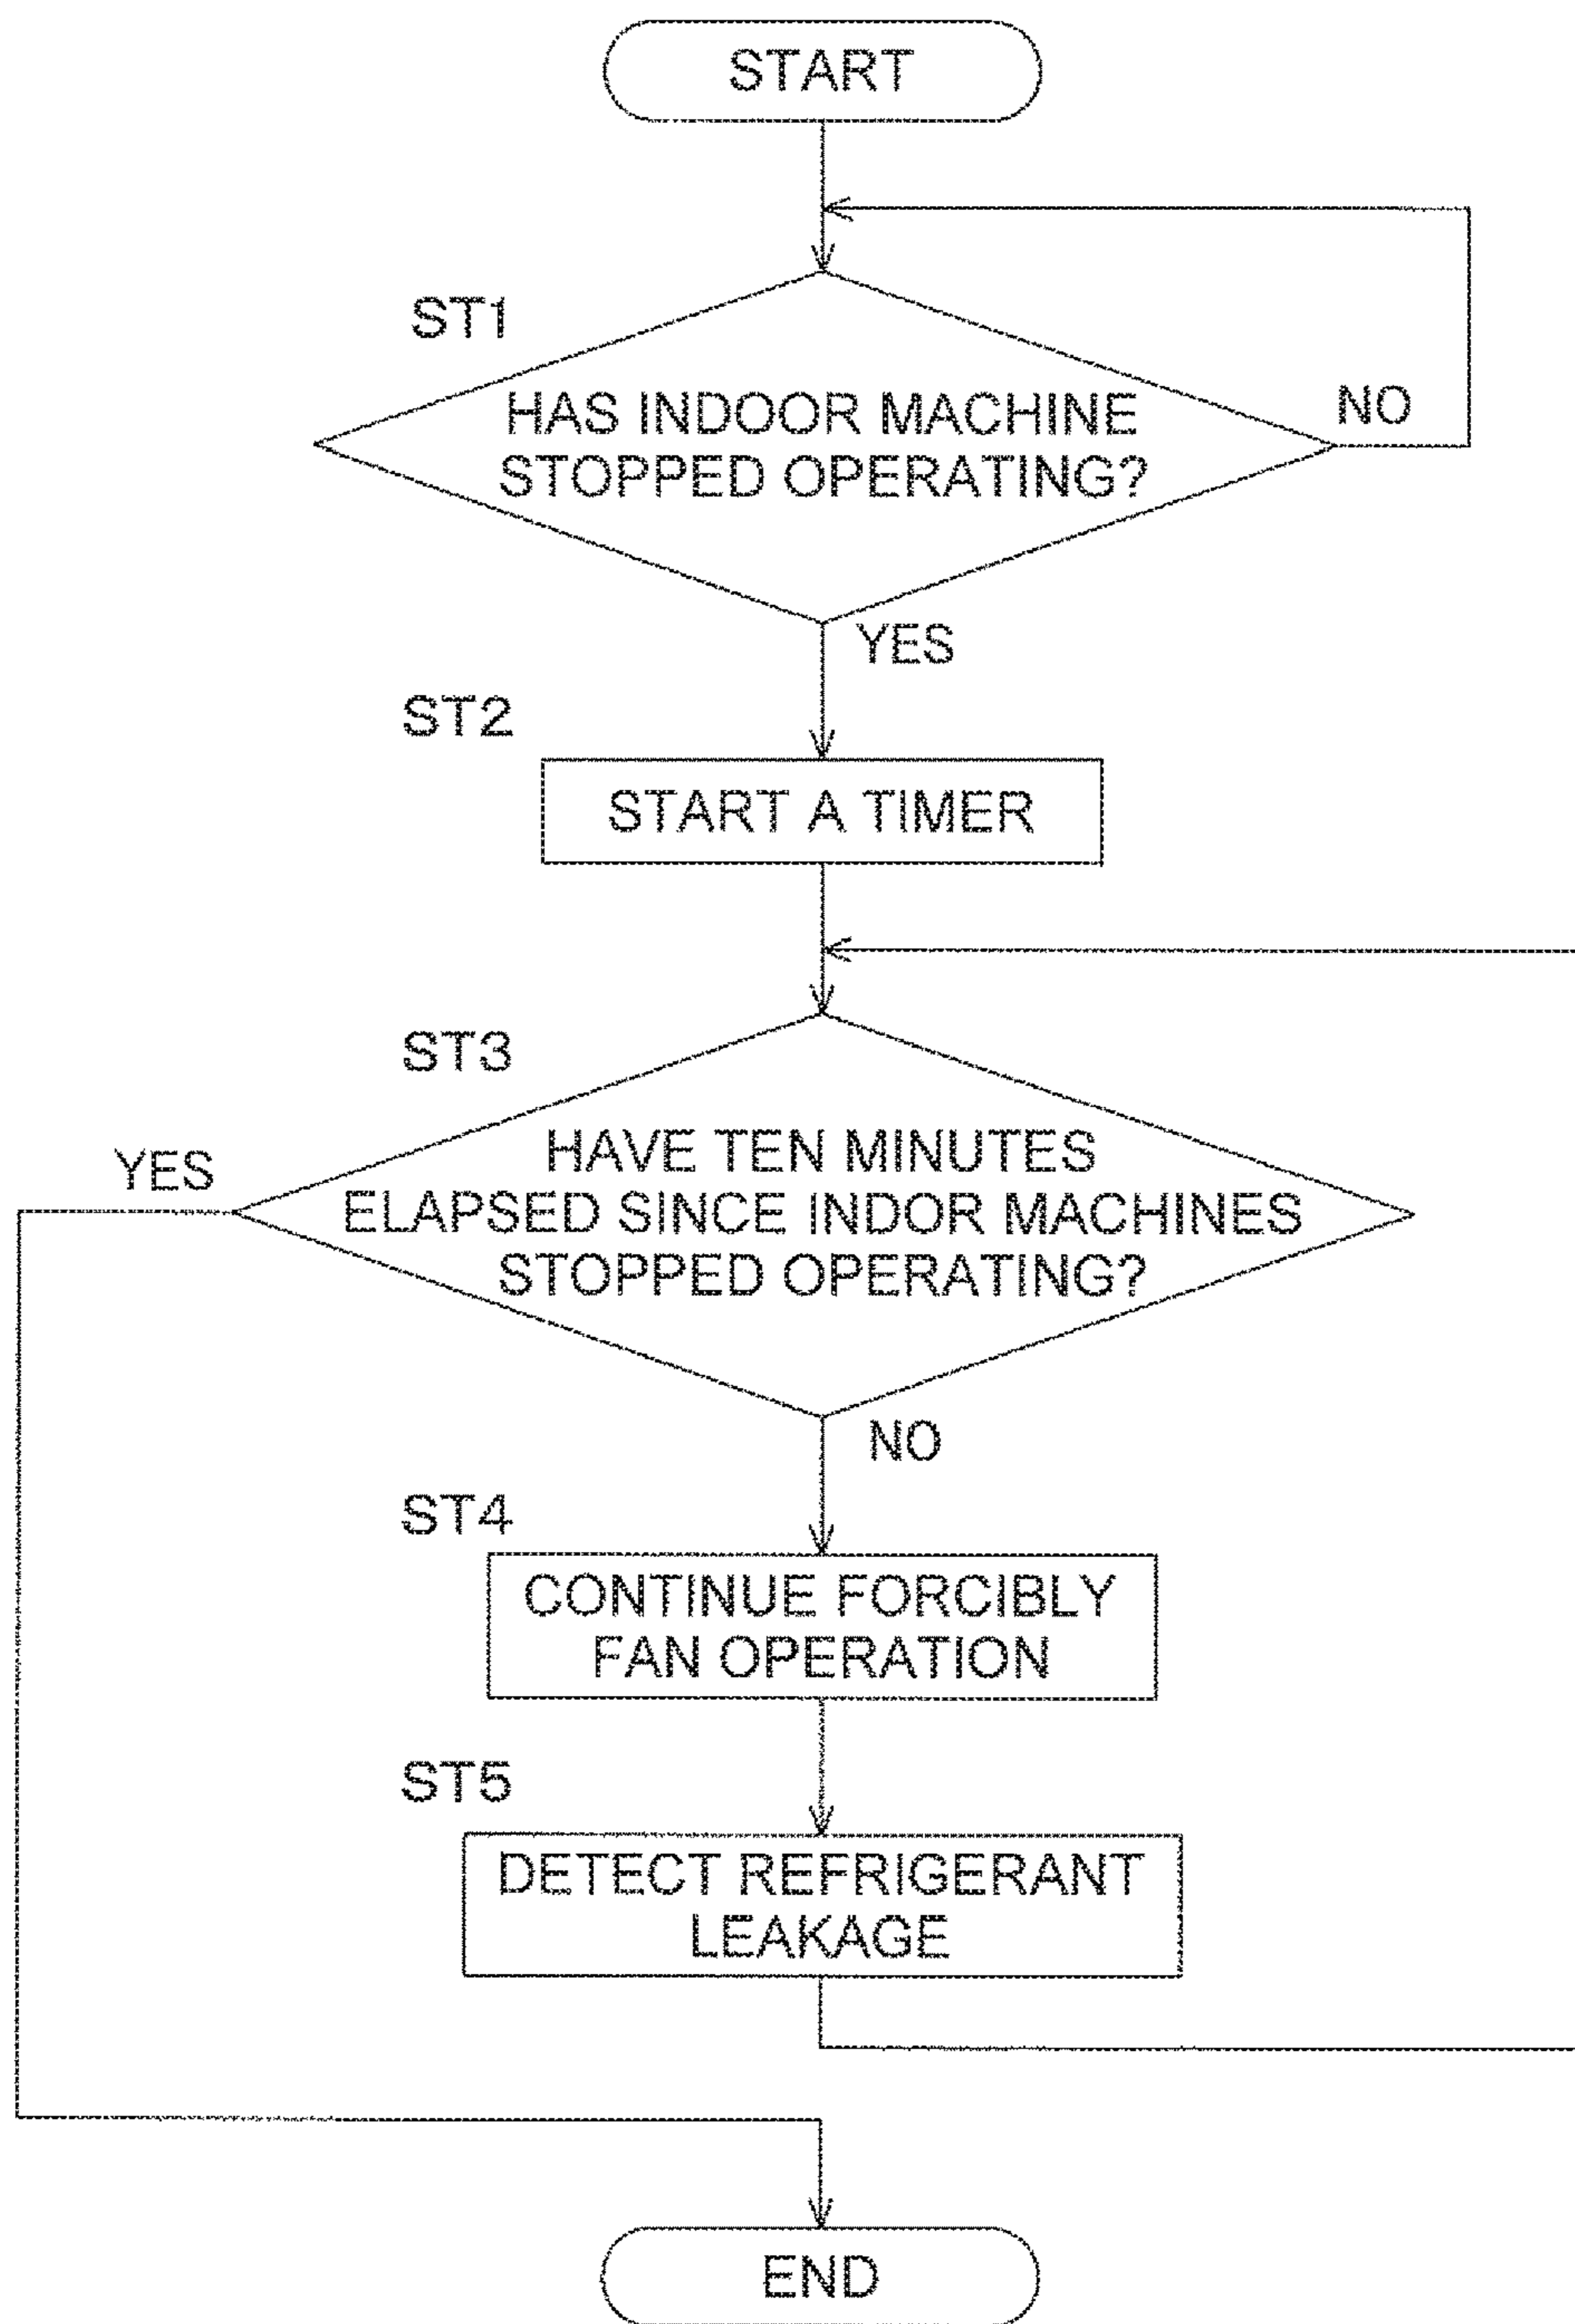 START
ST1
HAS INDOOR MACHINE
STOPPED OPERATING?
NO
YES
ST2
START A TIMER
ST3
HAVE TEN MINUTES
ELAPSED SINCE INDOR MACHINES
STOPPED OPERATING?
YES
NO
ST4
CONTINUE FORCIBLY
FAN OPERATION
ST5
DETECT REFRIGERANT
LEAKAGE
END